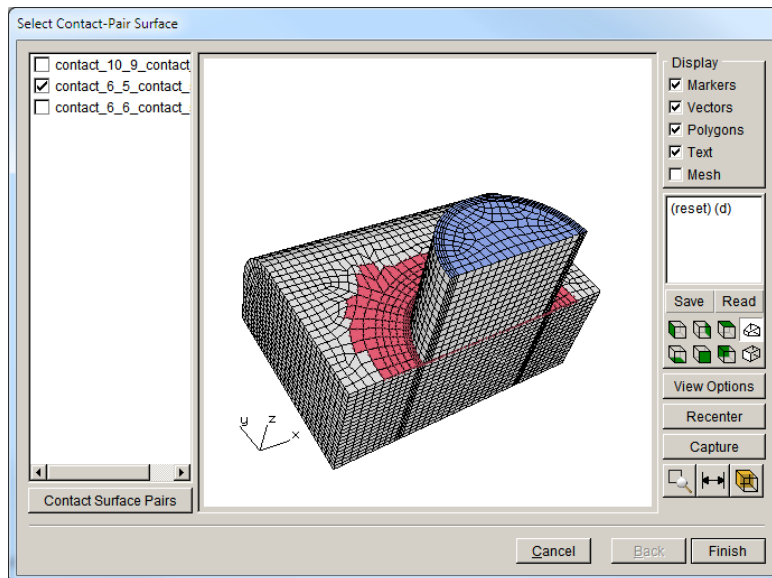 Select Contact-Pair Surface
contact_10_9_contact_
contact_6_5_contact_
contact_6_6_contact_
Contact Surface Pairs
y z x
Display
Markers
Vectors
Polygons
Text
Mesh
(reset) (d)
Save Read
View Options
Recenter
Capture
Cancel Back Finish